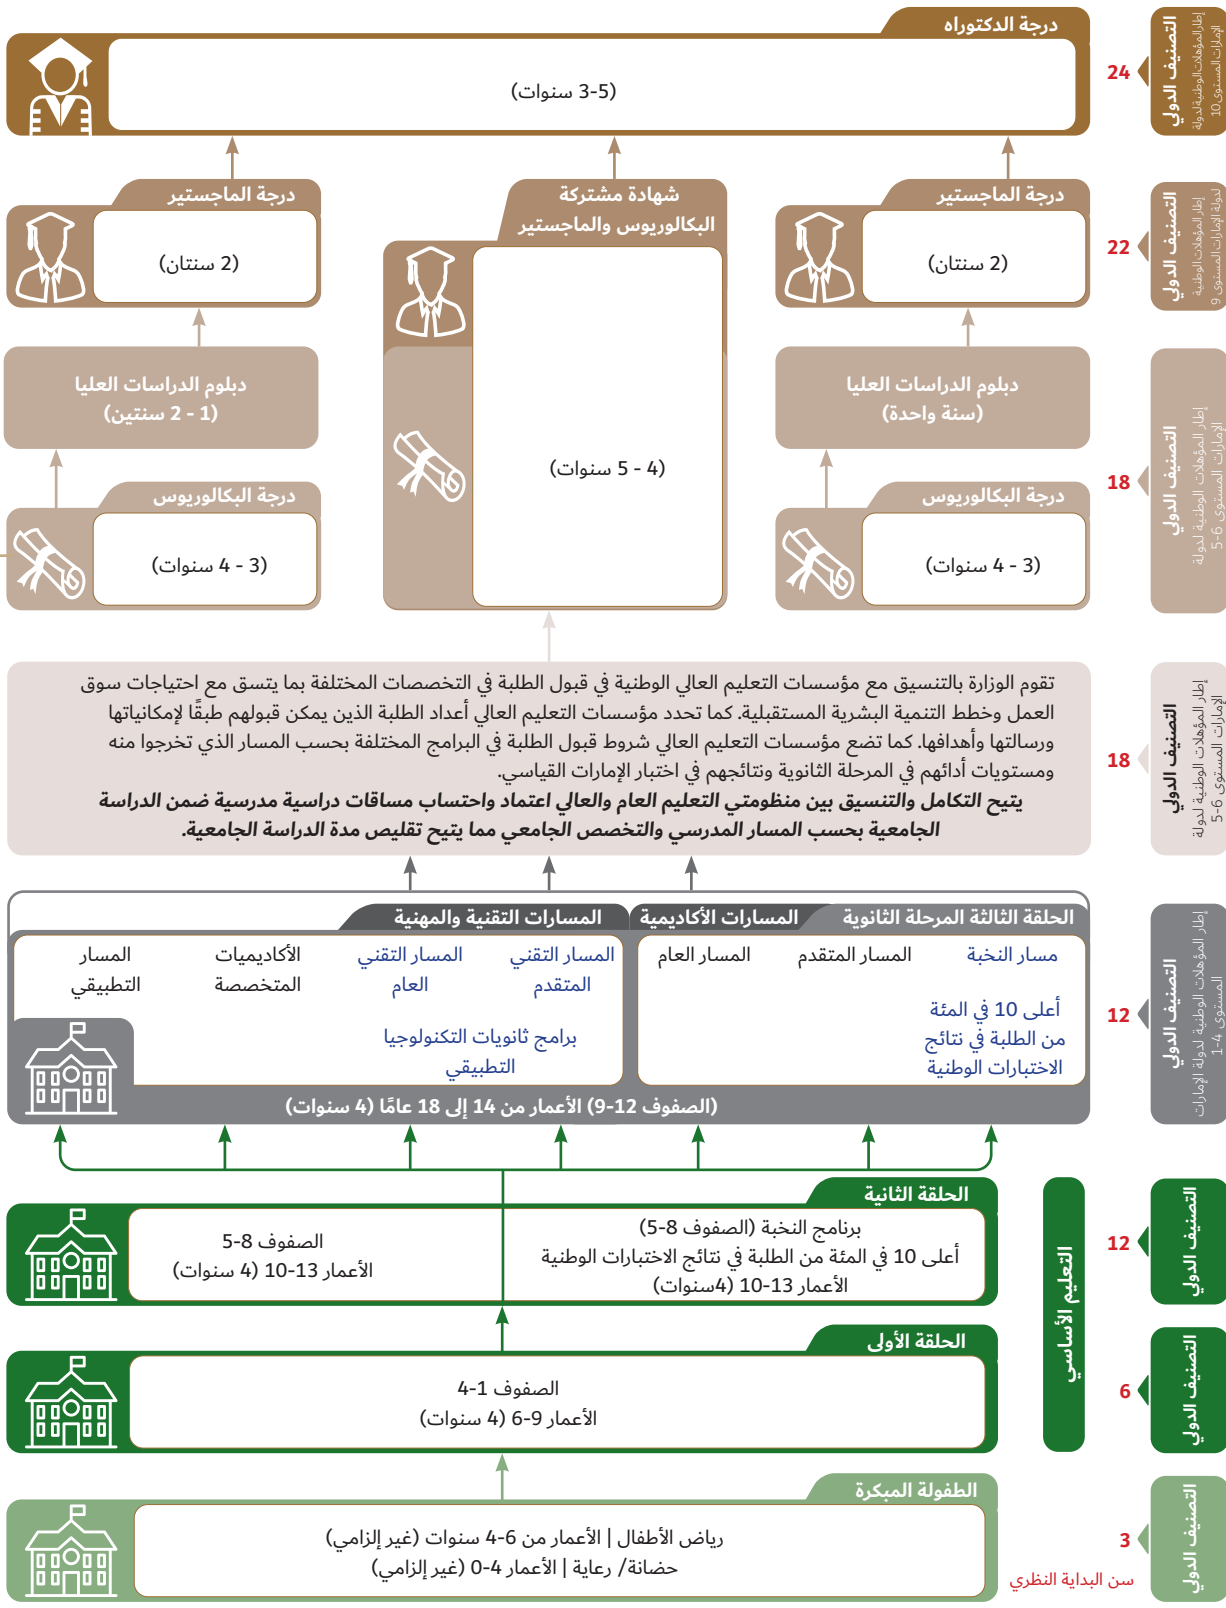 درجة الدكتوراه
(3-5 سنوات)
التصنيف الدولي
إطار المؤهلات الوطنية لدولة
الإمارات المستوى 10
24
درجة الماجستير
(2 سنتان)
شهادة مشتركة
البكالوريوس والماجستير
(4 - 5 سنوات)
درجة الماجستير
(2 سنتان)
التصنيف الدولي
إطار المؤهلات الوطنية
لدولة الإمارات المستوى 9
22
دبلوم الدراسات العليا
(سنة واحدة)
دبلوم الدراسات العليا
(1 - 2 سنتين)
درجة البكالوريوس
(3 - 4 سنوات)
درجة البكالوريوس
(3 - 4 سنوات)
التصنيف الدولي
إطار المؤهلات الوطنية لدولة
الإمارات المستوى 6-5
18
تقوم الوزارة بالتنسيق مع مؤسسات التعليم العالي الوطنية في قبول الطلبة في التخصصات المختلفة بما يتسق مع احتياجات سوق
العمل وخطط التنمية البشرية المستقبلية. كما تحدد مؤسسات التعليم العالي أعداد الطلبة الذين يمكن قبولهم طبقًا لإمكانياتها
ورسالتها وأهدافها. كما تضع مؤسسات التعليم العالي شروط قبول الطلبة في البرامج المختلفة بحسب المسار الذي تخرجوا منه
ومستويات أدائهم في المرحلة الثانوية ونتائجهم في اختبار الإمارات القياسي.
يتيح التكامل والتنسيق بين منظومتي التعليم العام والعالي اعتماد واحتساب مساقات دراسية مدرسية ضمن الدراسة
الجامعية بحسب المسار المدرسي والتخصص الجامعي مما يتيح تقليص مدة الدراسة الجامعية.
التصنيف الدولي
إطار المؤهلات الوطنية لدولة
الإمارات المستوى 6-5
18
الحلقة الثالثة المرحلة الثانوية
المسارات الأكاديمية
المسارات التقنية والمهنية
مسار النخبة
أعلى 10 في المئة
من الطلبة في نتائج
الاختبارات الوطنية
المسار المتقدم
المسار العام
المسار التقني
المتقدم
المسار التقني
العام
برامج ثانويات التكنولوجيا
التطبيقي
الأكاديميات
المتخصصة
المسار
التطبيقي
(الصفوف 12-9) الأعمار من 14 إلى 18 عامًا (4 سنوات)
التصنيف الدولي
إطار المؤهلات الوطنية لدولة الإمارات
المستوى 4-1
12
الحلقة الثانية
برنامج النخبة (الصفوف 8-5)
أعلى 10 في المئة من الطلبة في نتائج الاختبارات الوطنية
الأعمار 13-10 (4سنوات)
الصفوف 8-5
الأعمار 13-10 (4 سنوات)
التصنيف الدولي
12
التعليم الأساسي
الحلقة الأولى
الصفوف 1-4
الأعمار 9-6 (4 سنوات)
التصنيف الدولي
6
الطفولة المبكرة
رياض الأطفال | الأعمار من 6-4 سنوات (غير إلزامي)
حضانة/ رعاية | الأعمار 4-0 (غير إلزامي)
التصنيف الدولي
3
سن البداية النظري